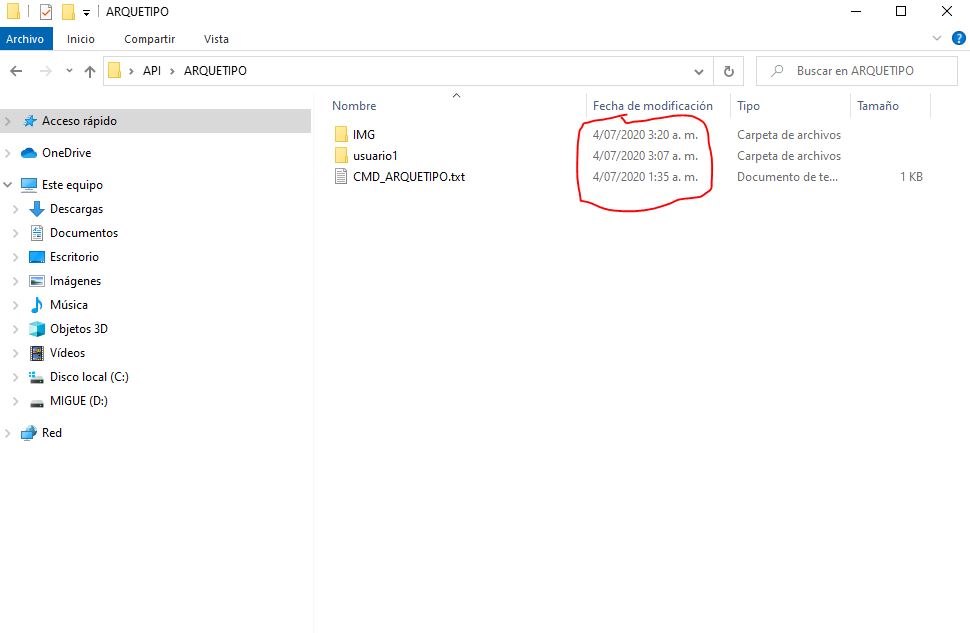 ARQUETIPO
Archivo Inicio Compartir Vista
API ARQUETIPO Buscar en ARQUETIPO
Nombre Fecha de modificación Tipo Tamaño
IMG 4/07/2020 3:20 a. m. Carpeta de archivos
usuario1 4/07/2020 3:07 a. m. Carpeta de archivos
CMD_ARQUETIPO.txt 4/07/2020 1:35 a. m. Documento de te... 1 KB
Acceso rápido
OneDrive
Este equipo
Descargas
Documentos
Escritorio
Imágenes
Música
Objetos 3D
Vídeos
Disco local (C:)
MIGUE (D:)
Red